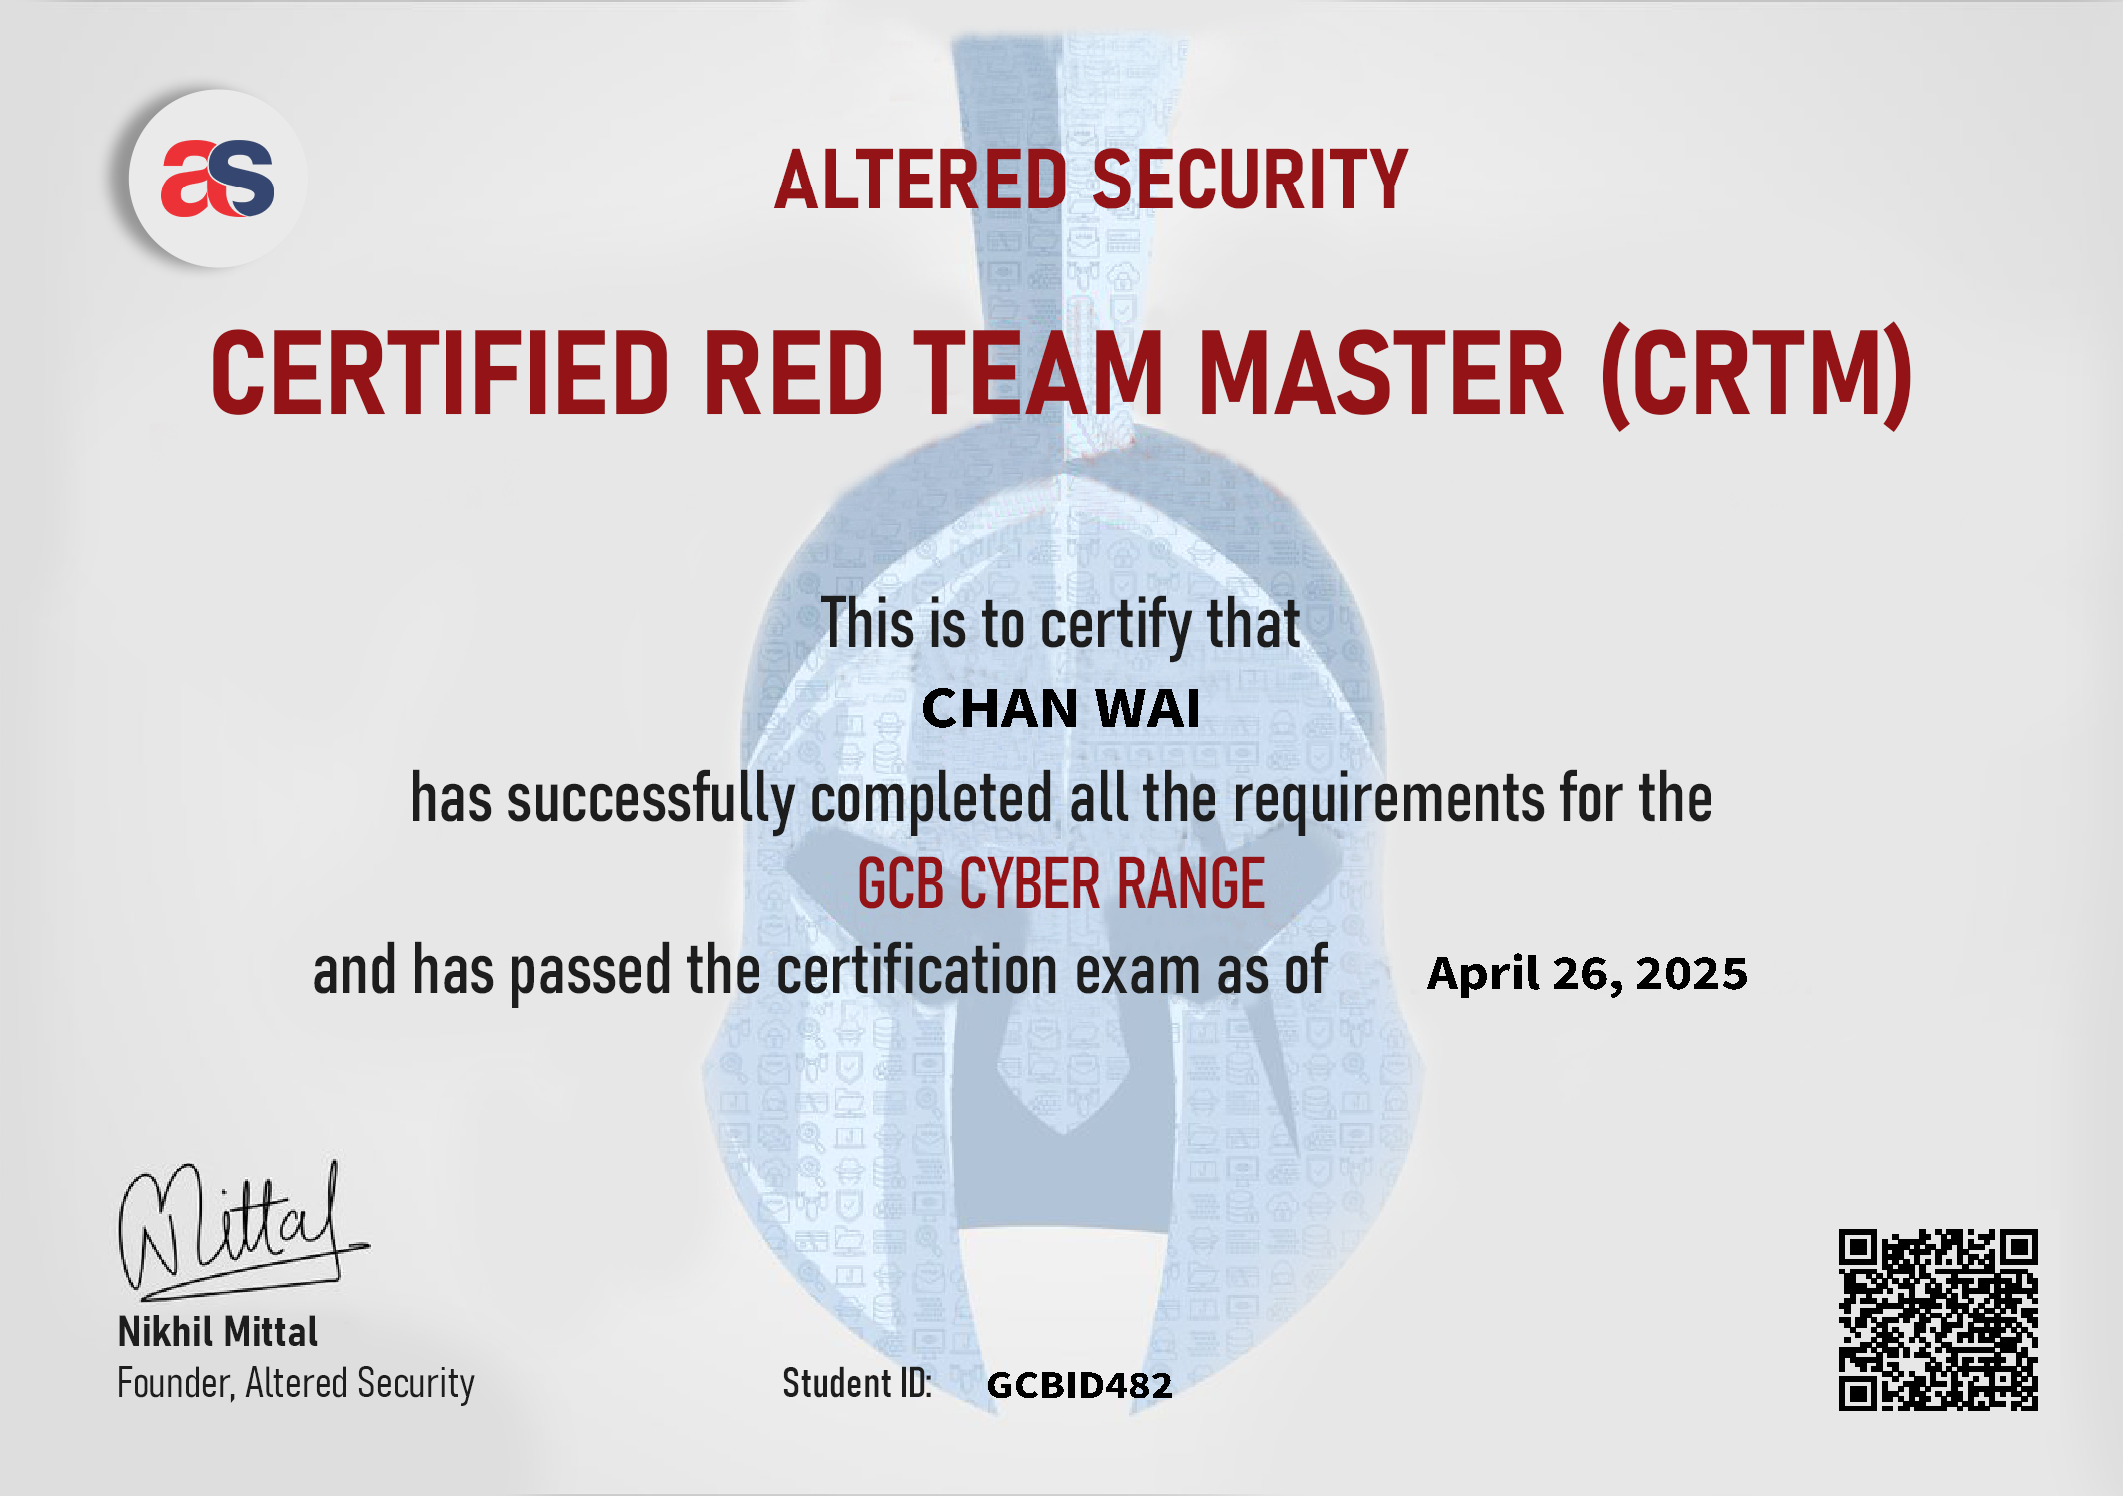 as
ALTERED SECURITY
CERTIFIED RED TEAM MASTER (CRTM)
This is to certify that
CHAN WAI
has successfully completed all the requirements for the
GCB CYBER RANGE
and has passed the certification exam as of April 26, 2025
Mittal
Nikhil Mittal
Founder, Altered Security
Student ID: GCBID482